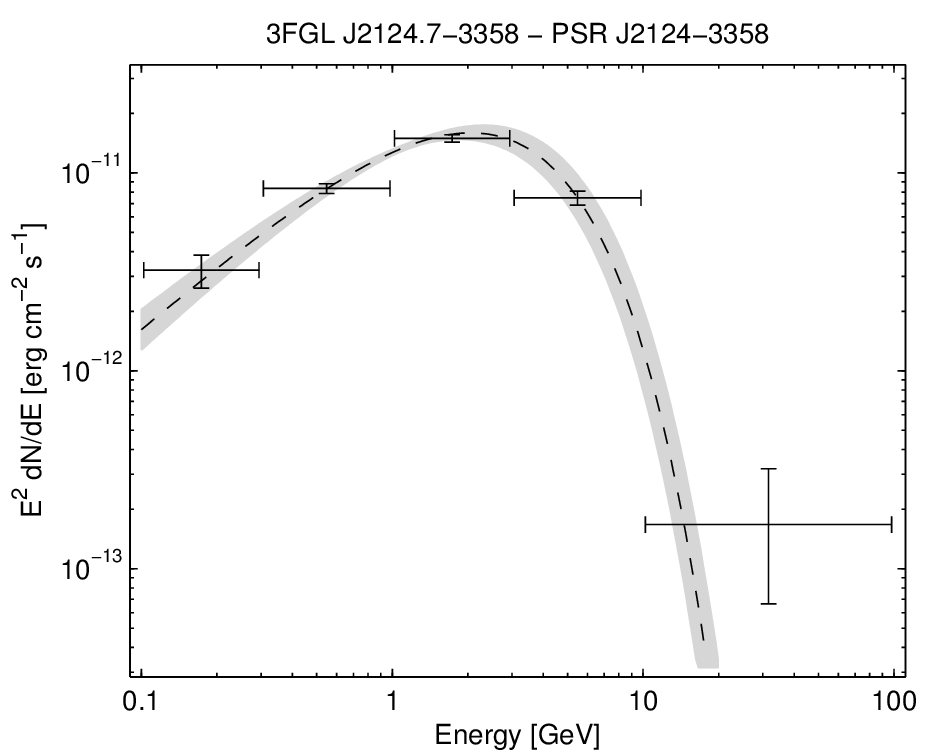 3FGL J2124.7−3358 − PSR J2124−3358
E² dN/dE [erg cm⁻² s⁻¹]
10⁻¹¹
10⁻¹²
10⁻¹³
0.1 1 10 100
Energy [GeV]